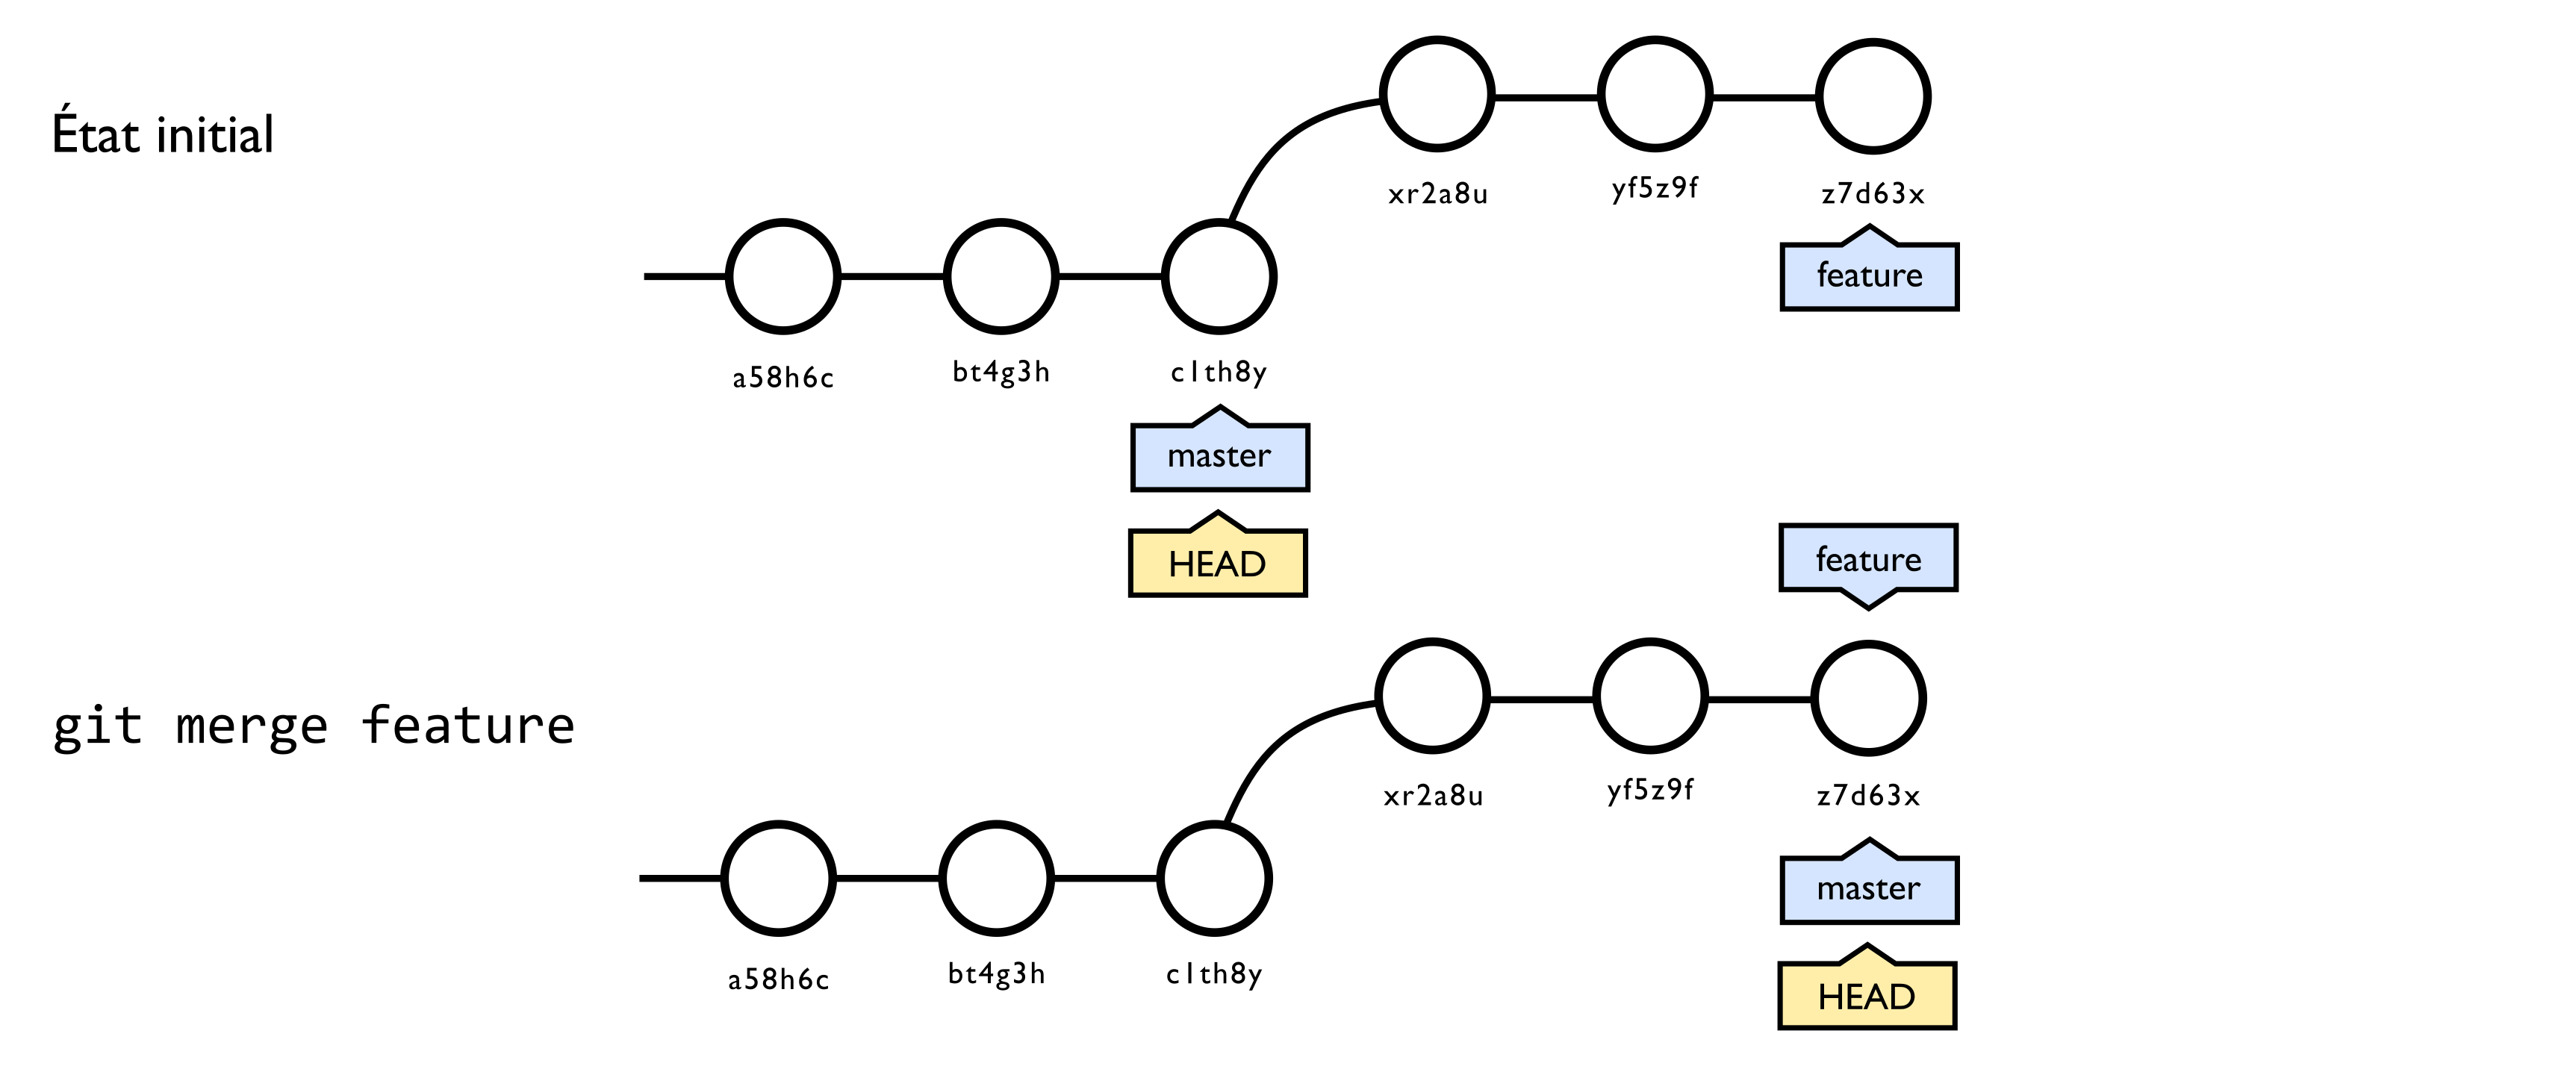 État initial
xr2a8u
yf5z9f
z7d63x
feature
a58h6c
bt4g3h
c1th8y
master
HEAD
git merge feature
feature
xr2a8u
yf5z9f
z7d63x
a58h6c
bt4g3h
c1th8y
master
HEAD